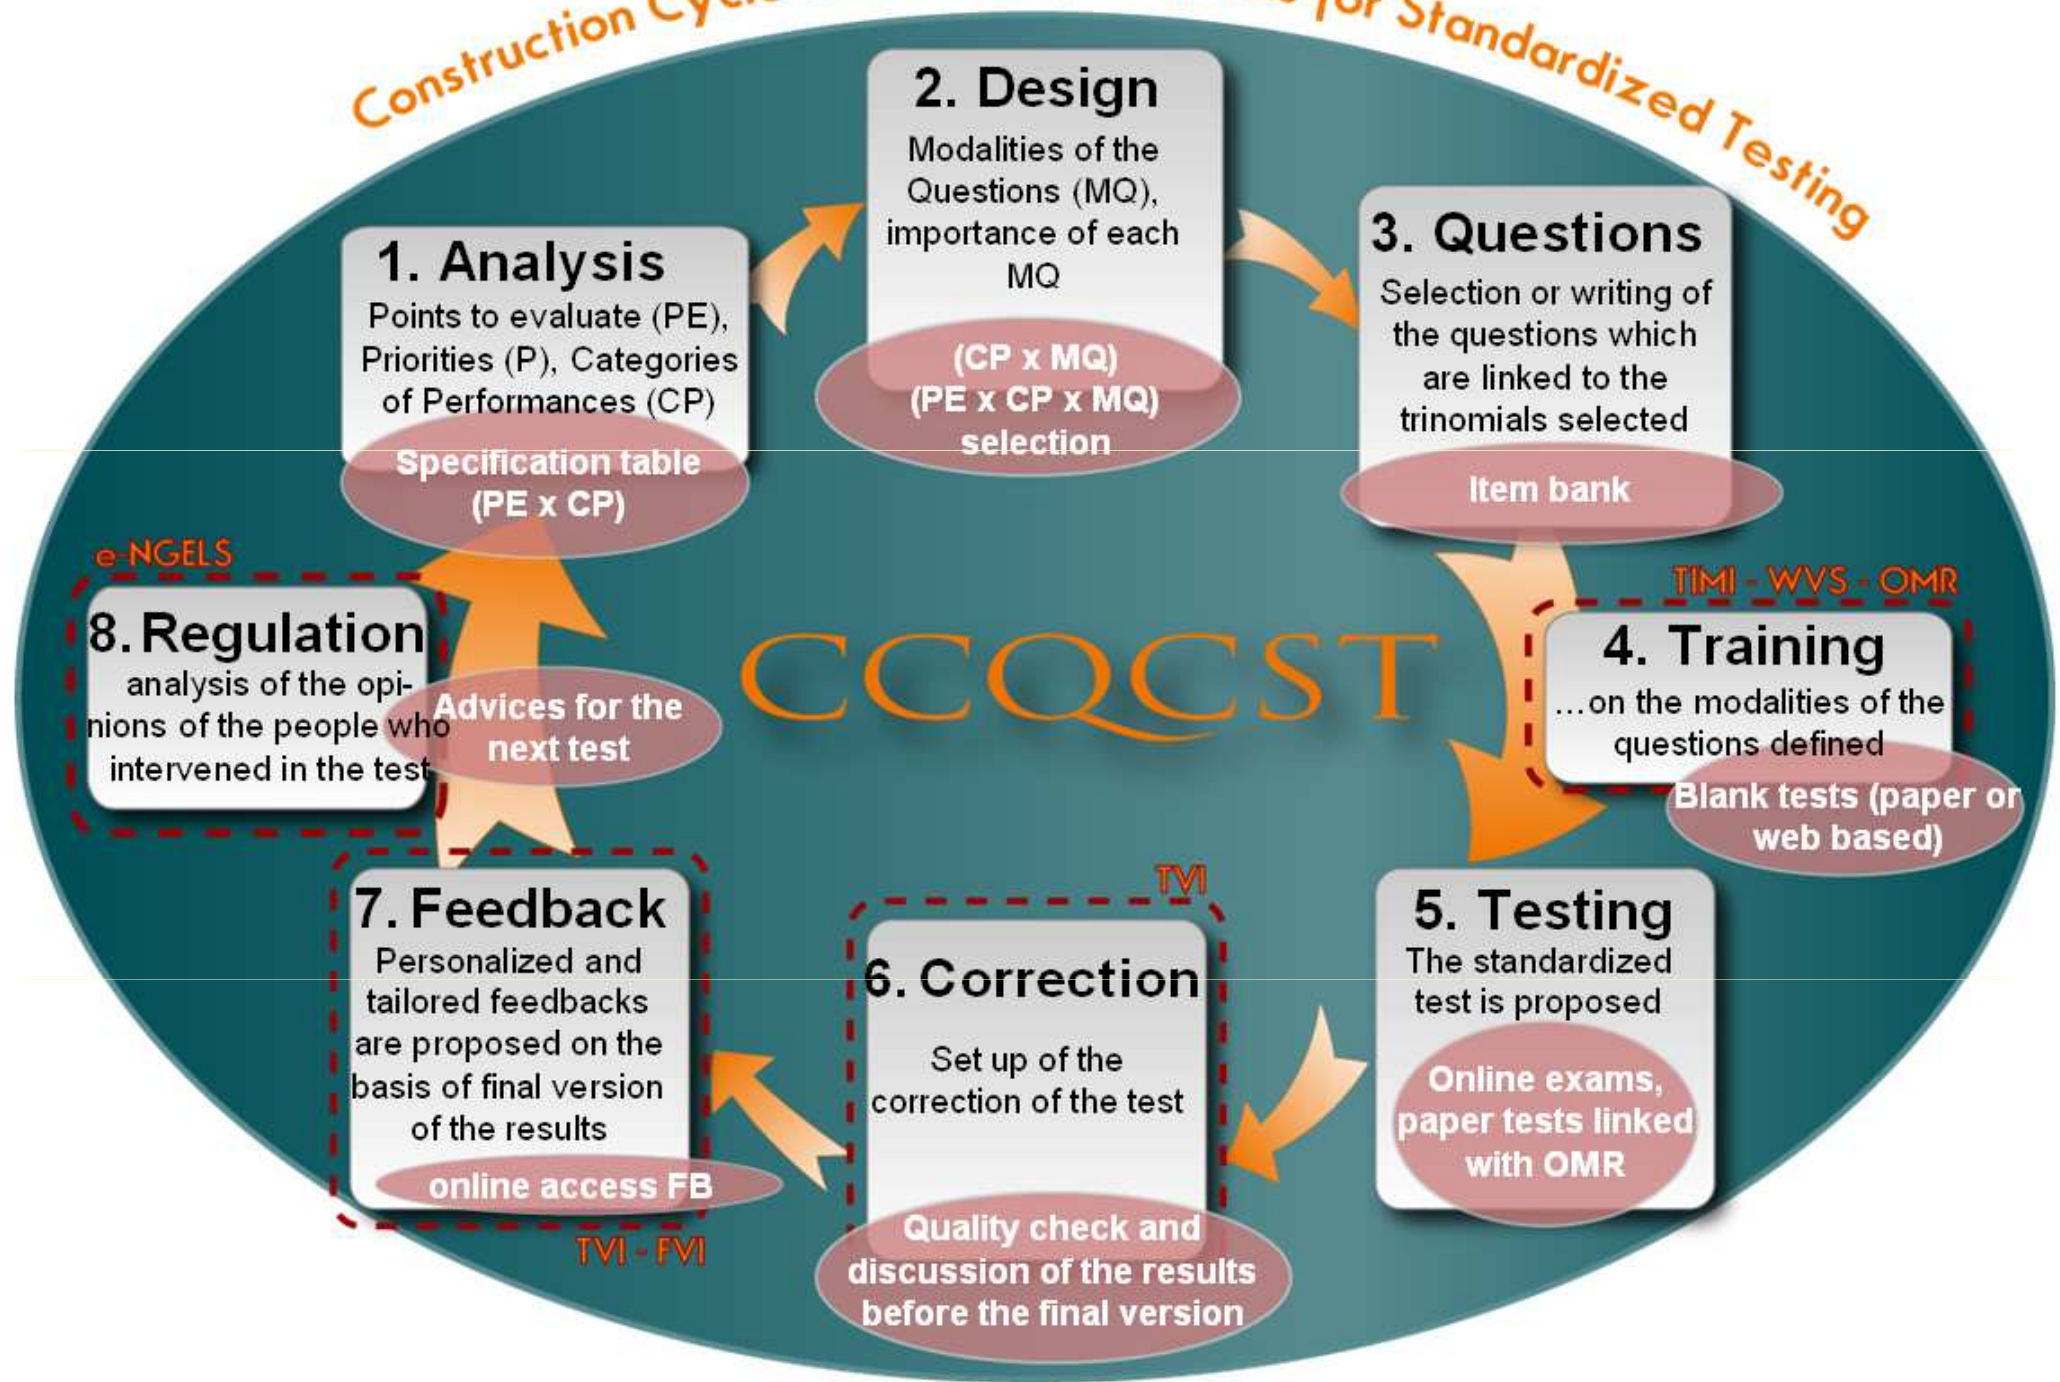 Construction
for Standardized Testing
1. Analysis
Points to evaluate (PE),
Priorities (P), Categories
of Performances (CP)
Specification table
(PE x CP)
2. Design
Modalities of the
Questions (MQ),
importance of each
MQ
(CP x MQ)
(PE x CP x MQ)
selection
3. Questions
Selection or writing of
the questions which
are linked to the
trinomials selected
Item bank
TIMI - WVS - OMR
4. Training
...on the modalities of the
questions defined
Blank tests (paper or
web based)
5. Testing
The standardized
test is proposed
Online exams,
paper tests linked
with OMR
TVI
6. Correction
Set up of the
correction of the test
Quality check and
discussion of the results
before the final version
7. Feedback
Personalized and
tailored feedbacks
are proposed on the
basis of final version
of the results
online access FB
TVI - FVI
e-NGELS
8. Regulation
analysis of the opi-
nions of the people who
intervened in the test
Advices for the
next test
CCQCST